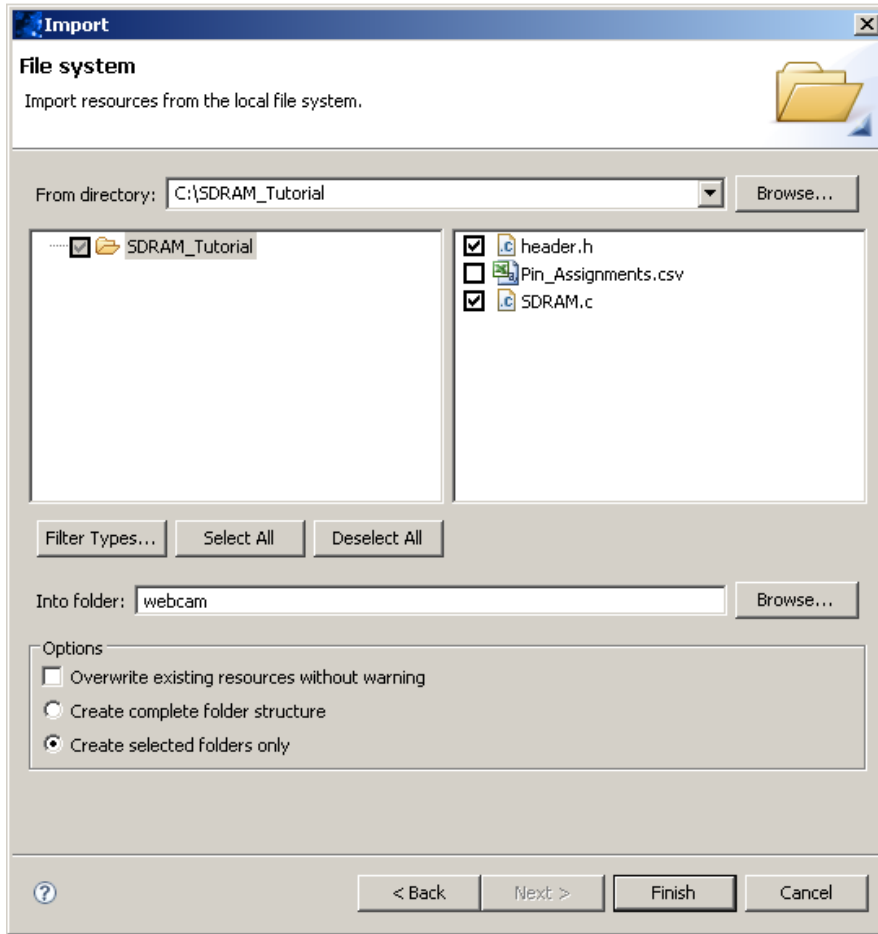 Import
File system
Import resources from the local file system.
From directory: C:\SDRAM_Tutorial Browse...
SDRAM_Tutorial
header.h
Pin_Assignments.csv
SDRAM.c
Filter Types... Select All Deselect All
Into folder: webcam Browse...
Options
Overwrite existing resources without warning
Create complete folder structure
Create selected folders only
? < Back Next > Finish Cancel